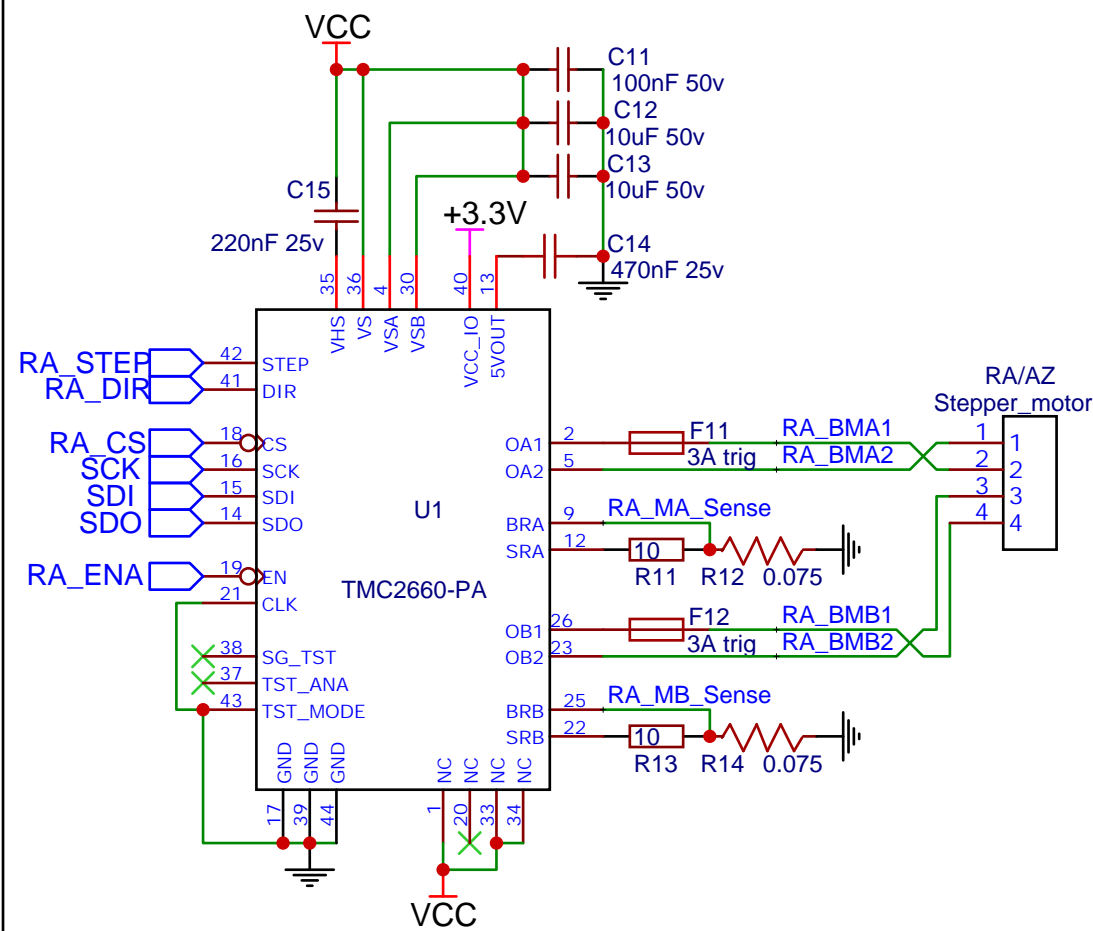 VCC
C11
100nF 50v
C12
10uF 50v
C13
10uF 50v
C15
220nF 25v
+3.3V
C14
470nF 25v
35
36
4
30
40
13
VHS
VS
VSA
VSB
VCC_IO
5VOUT
RA_STEP
42
STEP
RA_DIR
41
DIR
RA_CS
18
CS
SCK
16
SCK
SDI
15
SDI
SDO
14
SDO
RA_ENA
19
EN
21
CLK
38
SG_TST
37
TST_ANA
43
TST_MODE
U1
TMC2660-PA
OA1
2
F11
3A trig
RA_BMA1
OA2
5
RA_BMA2
BRA
9
RA_MA_Sense
SRA
12
10
R11
R12
0.075
OB1
26
F12
3A trig
RA_BMB1
OB2
23
RA_BMB2
BRB
25
RA_MB_Sense
SRB
22
10
R13
R14
0.075
RA/AZ
Stepper_motor
1
1
2
2
3
3
4
4
GND
GND
GND
17
39
44
NC
NC
NC
NC
1
20
33
34
VCC